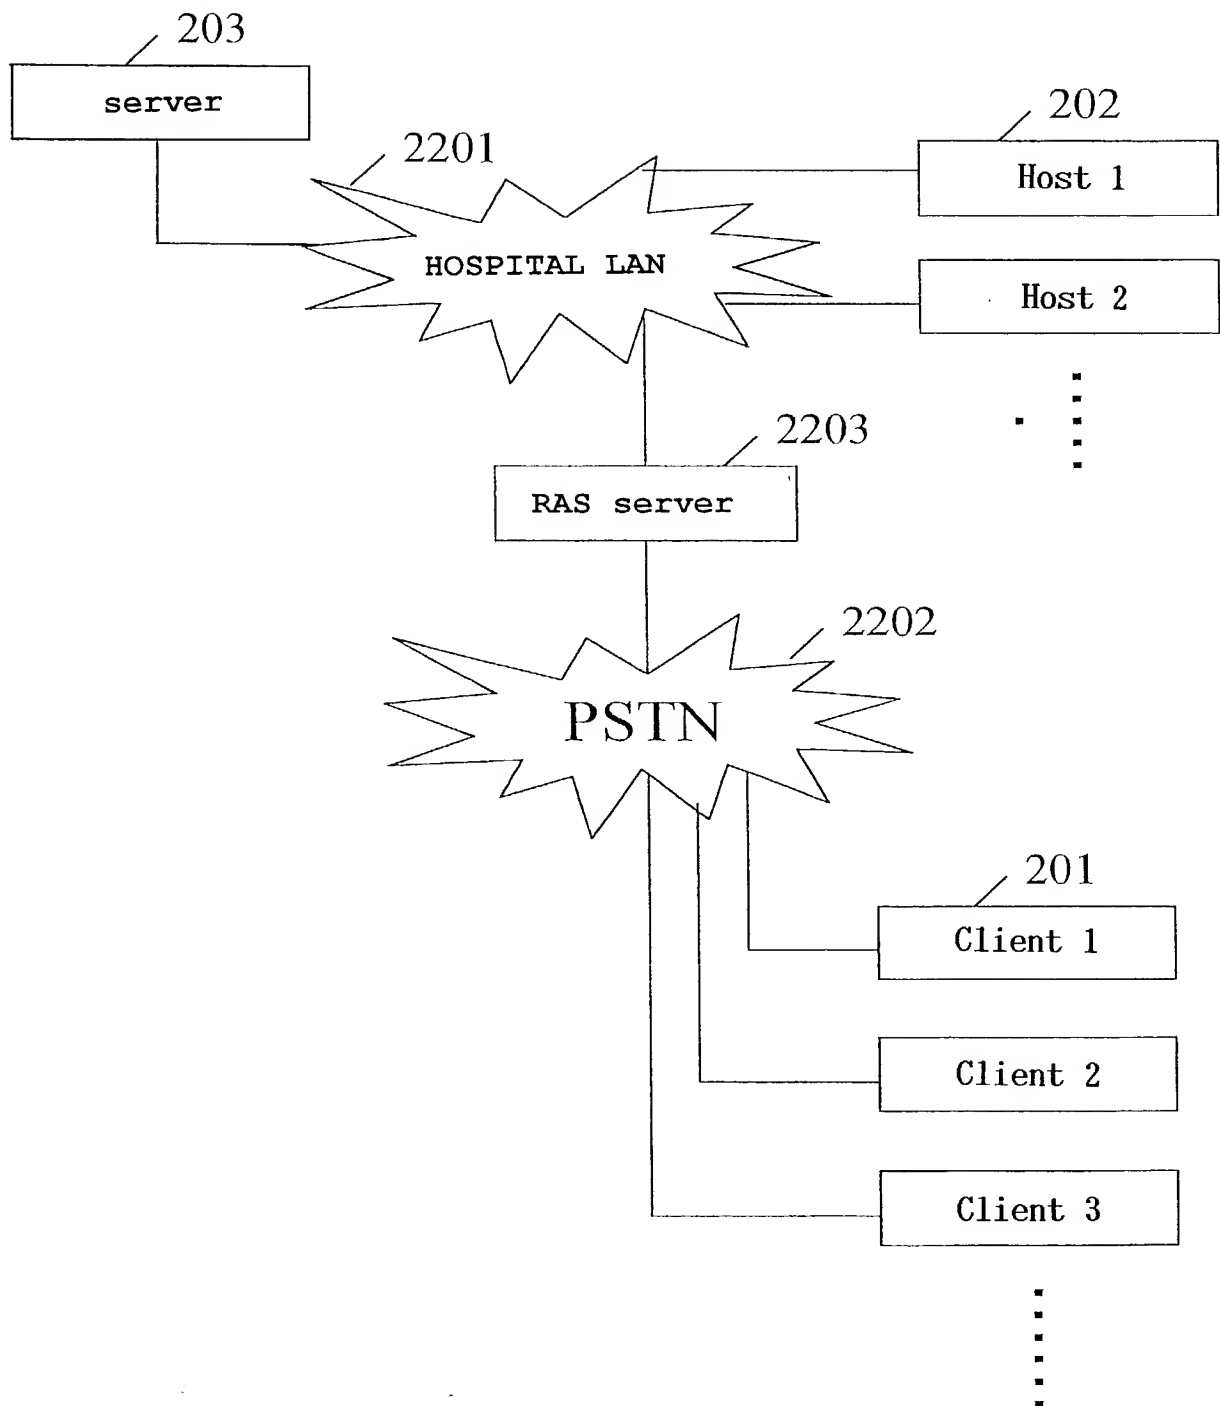 203
server
2201
202
Host 1
HOSPITAL LAN
Host 2
2203
RAS server
2202
PSTN
201
Client 1
Client 2
Client 3